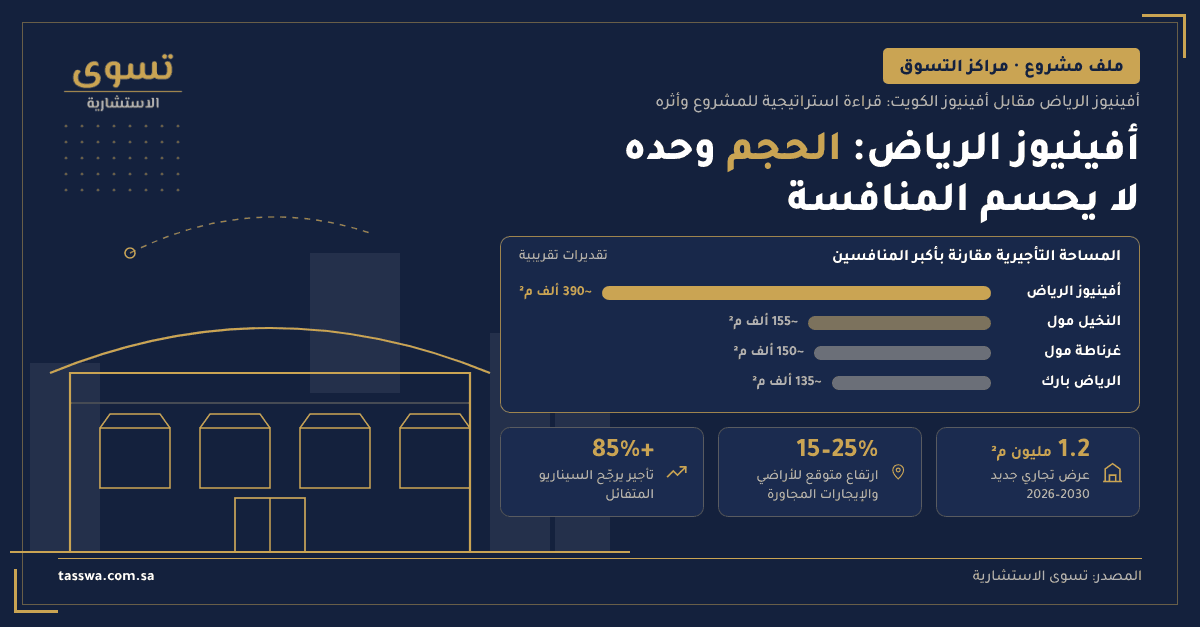 ملف مشروع · مراكز التسوق
تسوى
الاستشارية
أفينيوز الرياض مقابل أفينيوز الكويت: قراءة استراتيجية للمشروع وأثره
أفينيوز الرياض: الحجم وحده
لا يحسم المنافسة
المساحة التأجيرية مقارنة بأكبر المنافسين
تقديرات تقريبية
أفينيوز الرياض ~390 ألف م²
النخيل مول ~155 ألف م²
غرناطة مول ~150 ألف م²
الرياض بارك ~135 ألف م²
1.2 مليون م²
عرض تجاري جديد
2026-2030
15-25%
ارتفاع متوقع للأراضي
والإيجارات المجاورة
85%+
تأجير يرجّح السيناريو
المتفائل
المصدر: تسوى الاستشارية
tasswa.com.sa